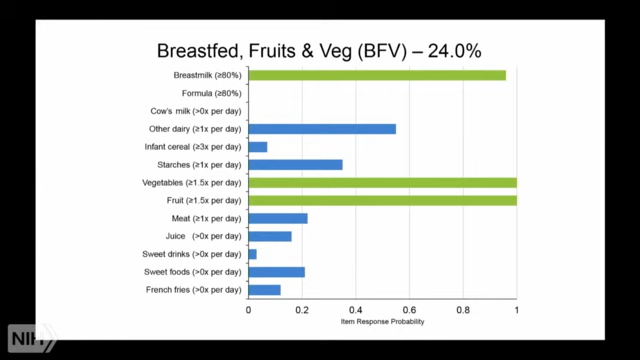 Breastfed, Fruits & Veg (BFV) – 24.0%
Breastmilk (≥80%)
Formula (≥80%)
Cow's milk (>0x per day)
Other dairy (≥1x per day)
Infant cereal (≥3x per day)
Starches (≥1x per day)
Vegetables (≥1.5x per day)
Fruit (≥1.5x per day)
Meat (≥1x per day)
Juice (>0x per day)
Sweet drinks (>0x per day)
Sweet foods (>0x per day)
French fries (>0x per day)
0 0.2 0.4 0.6 0.8 1
Item Response Probability
NIH